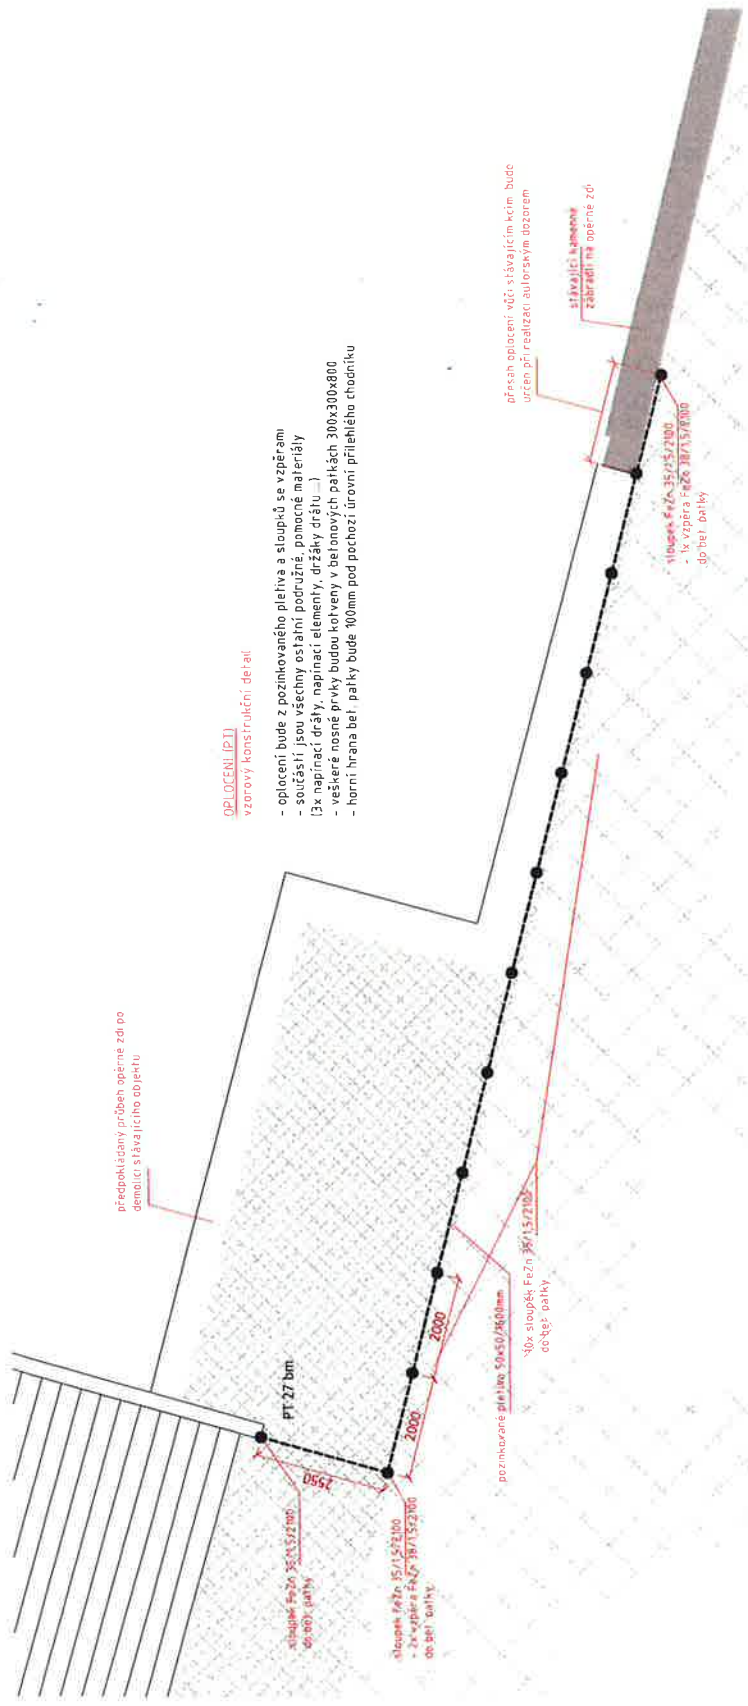 OPLOCENÍ (PT)
vzorový konstrukční detail
- oplocení bude z pozinkovaného pletiva a sloupků se vzpěrami
- součástí jsou všechny ostatní podružné, pomocné materiály
(3x napínací dráty, napínací elementy, držáky drátu ...)
- veškeré nosné prvky budou kotveny v betonových patkách 300x300x800
- horní hrana bet. patky bude 100mm pod pochozí úrovní přilehlého chodníku
předpokládaný průběh opěrné zdi po
demolici stávajícího objektu
přesah oplocení vůči stávajícím kcím bude
určen při realizaci autorským dozorem
stávající kamenné
zábradlí na opěrné zdi
sloupek FeZn 35/1,5/2100
- 1x vzpěra FeZn 38/1,5/2100
do bet. patky
10x sloupek FeZn 35/1,5/2100
do bet. patky
pozinkované pletivo 50x50/1600mm
2000
2000
2550
PT 27 bm
sloupek FeZn 35/1,5/2100
do bet. patky
sloupek FeZn 35/1,5/2100
- 2x vzpěra FeZn 38/1,5/2100
do bet. patky